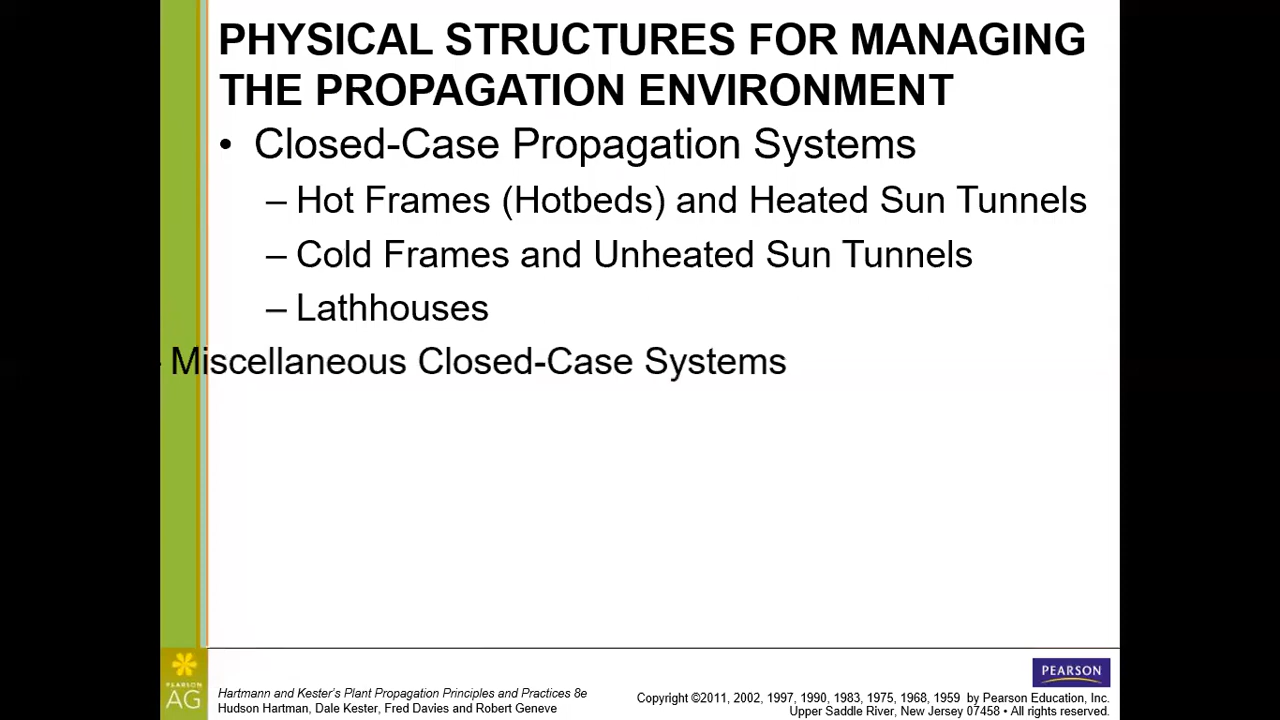 PHYSICAL STRUCTURES FOR MANAGING
THE PROPAGATION ENVIRONMENT
• Closed-Case Propagation Systems
– Hot Frames (Hotbeds) and Heated Sun Tunnels
– Cold Frames and Unheated Sun Tunnels
– Lathhouses
- Miscellaneous Closed-Case Systems
PEARSON
AG
Hartmann and Kester's Plant Propagation Principles and Practices 8e
Hudson Hartman, Dale Kester, Fred Davies and Robert Geneve
PEARSON
Copyright ©2011, 2002, 1997, 1990, 1983, 1975, 1968, 1959 by Pearson Education, Inc.
Upper Saddle River, New Jersey 07458 • All rights reserved.